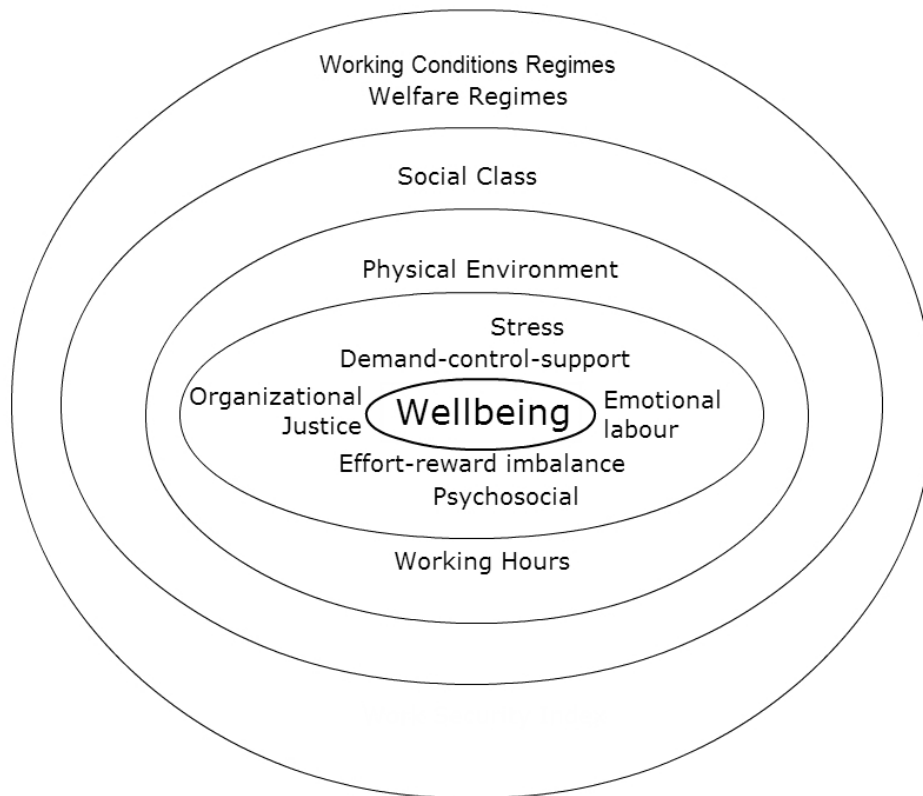 Working Conditions Regimes
Welfare Regimes
Social Class
Physical Environment
Stress
Demand-control-support
Organizational
Justice
Wellbeing
Emotional
labour
Effort-reward imbalance
Psychosocial
Working Hours